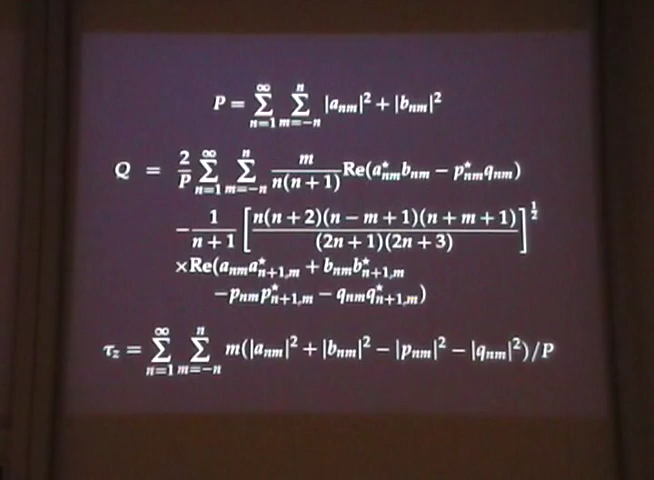 P = ∑_{n=1}^{∞} ∑_{m=−n}^{n} |a_{nm}|² + |b_{nm}|²
Q = \frac{2}{P} ∑_{n=1}^{∞} ∑_{m=−n}^{n} \frac{m}{n(n+1)} Re(a^{⋆}_{nm} b_{nm} − p^{⋆}_{nm} q_{nm})
− \frac{1}{n+1} [\frac{n(n+2)(n−m+1)(n+m+1)}{(2n+1)(2n+3)}]^{\frac{1}{2}}
×Re(a_{nm} a^{⋆}_{n+1,m} + b_{nm} b^{⋆}_{n+1,m}
−p_{nm} p^{⋆}_{n+1,m} − q_{nm} q^{⋆}_{n+1,m})
τ_z = ∑_{n=1}^{∞} ∑_{m=−n}^{n} m(|a_{nm}|² + |b_{nm}|² − |p_{nm}|² − |q_{nm}|²)/P